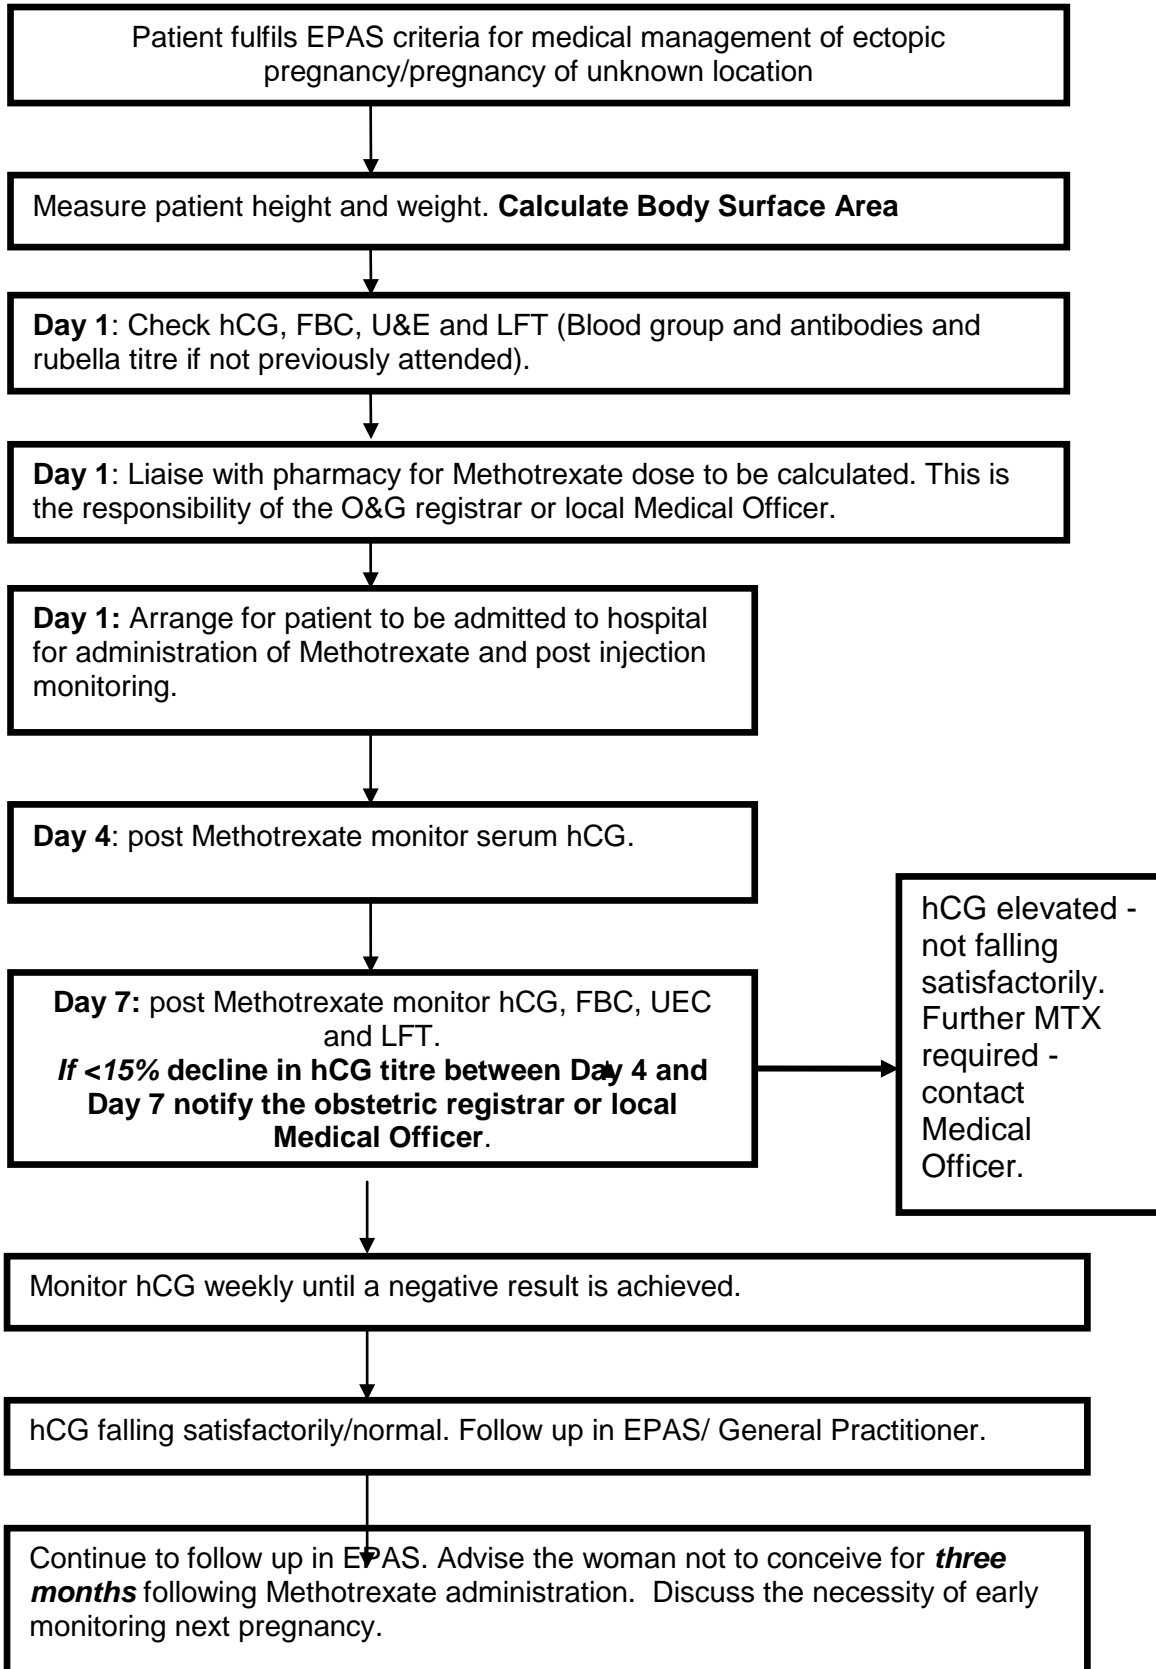 Patient fulfils EPAS criteria for medical management of ectopic
pregnancy/pregnancy of unknown location
Measure patient height and weight. Calculate Body Surface Area
Day 1: Check hCG, FBC, U&E and LFT (Blood group and antibodies and
rubella titre if not previously attended).
Day 1: Liaise with pharmacy for Methotrexate dose to be calculated. This is
the responsibility of the O&G registrar or local Medical Officer.
Day 1: Arrange for patient to be admitted to hospital
for administration of Methotrexate and post injection
monitoring.
Day 4: post Methotrexate monitor serum hCG.
Day 7: post Methotrexate monitor hCG, FBC, UEC
and LFT.
If <15% decline in hCG titre between Day 4 and
Day 7 notify the obstetric registrar or local
Medical Officer.
hCG elevated -
not falling
satisfactorily.
Further MTX
required -
contact
Medical
Officer.
Monitor hCG weekly until a negative result is achieved.
hCG falling satisfactorily/normal. Follow up in EPAS/ General Practitioner.
Continue to follow up in EPAS. Advise the woman not to conceive for three
months following Methotrexate administration.  Discuss the necessity of early
monitoring next pregnancy.